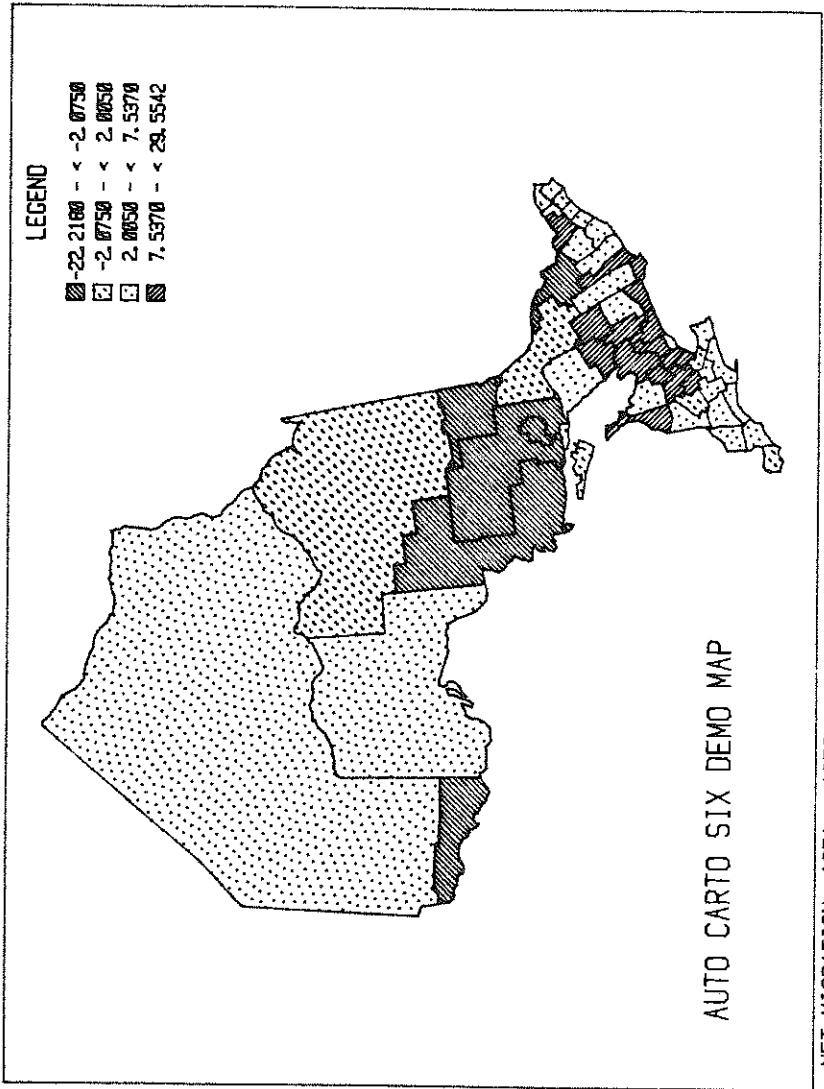 LEGEND
-22.2180 - < -2.0750
-2.0750 - < 2.0050
2.0050 - < 7.5370
7.5370 - < 29.5542
AUTO CARTO SIX DEMO MAP